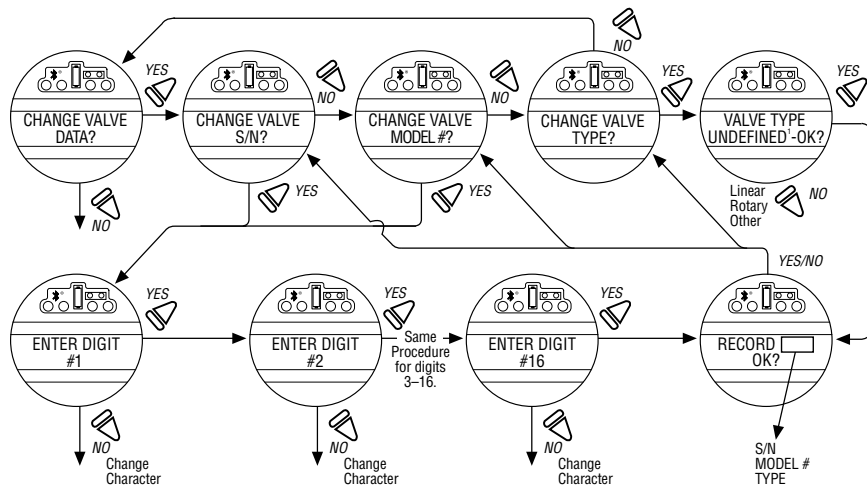 NO
YES
NO
NO
YES
YES
CHANGE VALVE
DATA?
CHANGE VALVE
S/N?
CHANGE VALVE
MODEL #?
CHANGE VALVE
TYPE?
VALVE TYPE
UNDEFINED¹-OK?
NO
YES
YES
Linear
Rotary
Other
NO
YES/NO
YES
YES
YES
ENTER DIGIT
#1
ENTER DIGIT
#2
Same
Procedure
for digits
3–16.
ENTER DIGIT
#16
RECORD
OK?
NO
Change
Character
NO
Change
Character
NO
Change
Character
S/N
MODEL #
TYPE